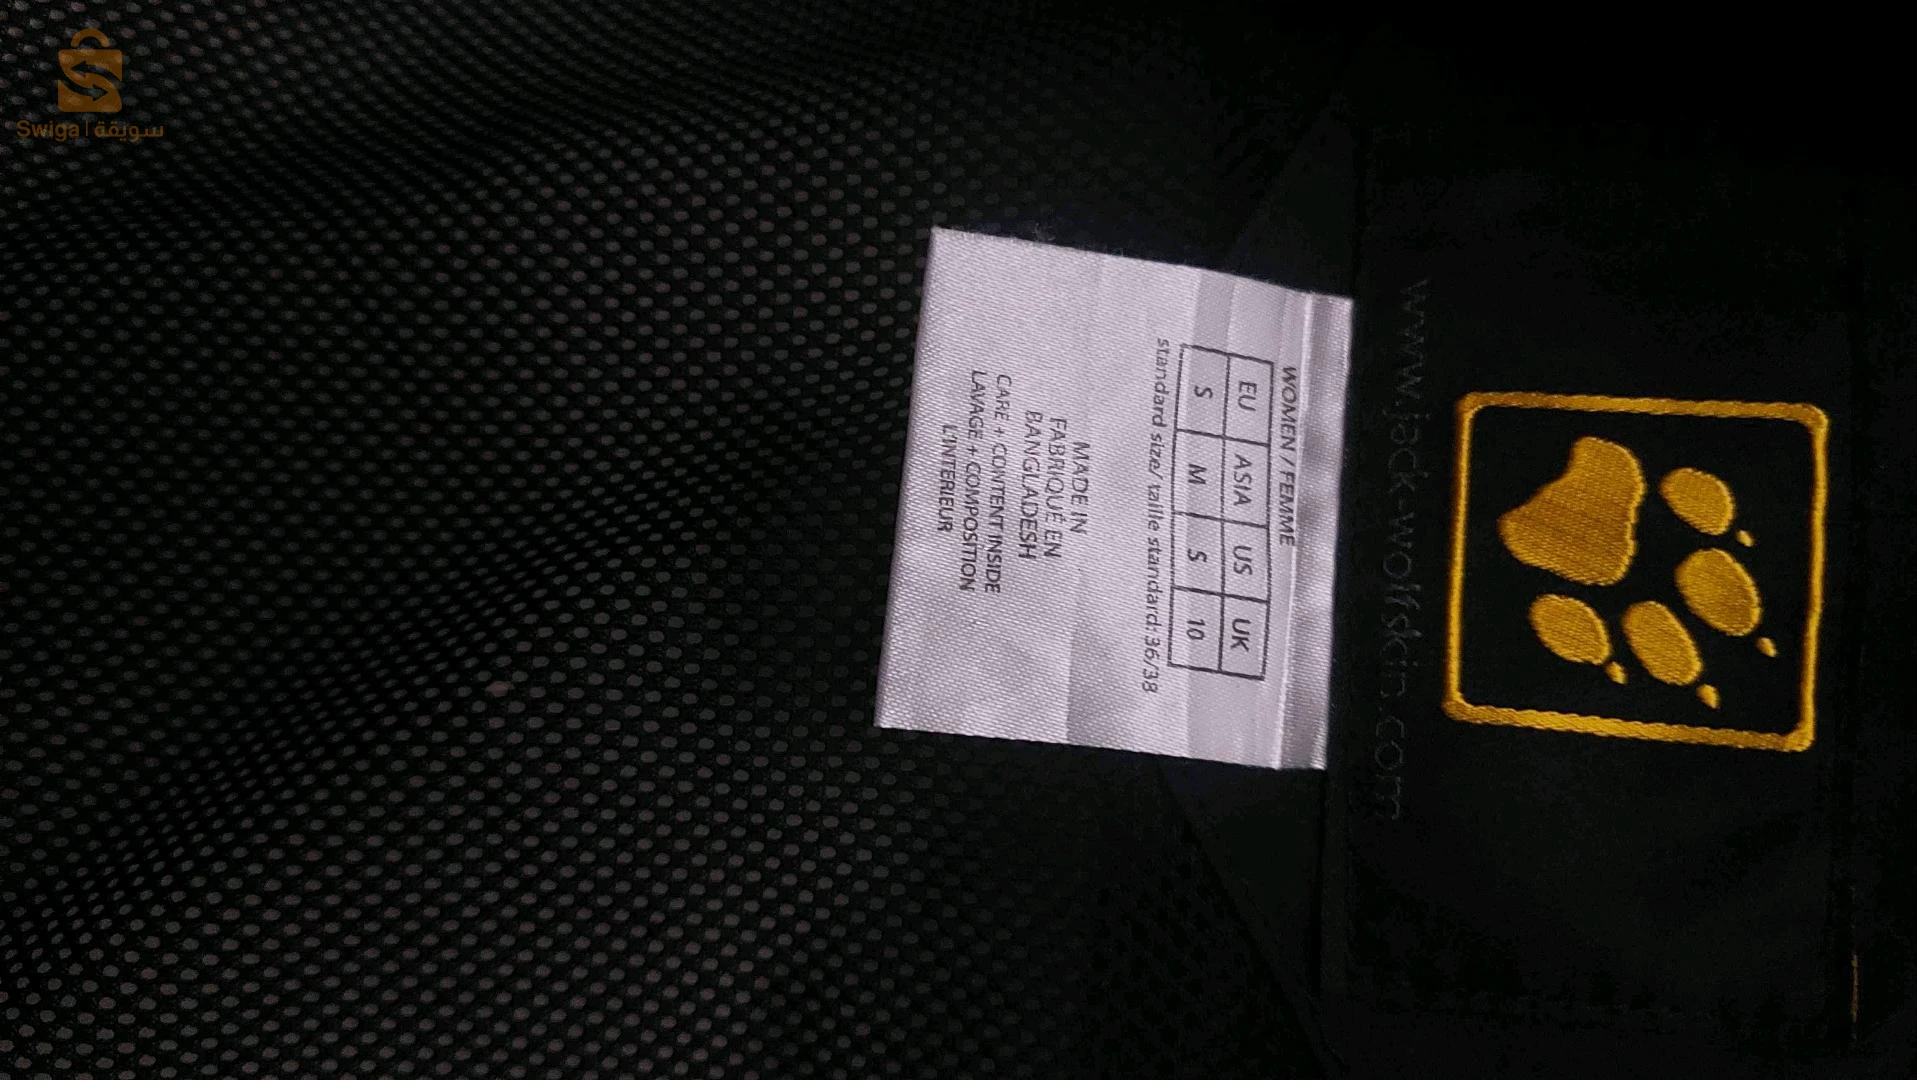 Swiga | سويقة
www.jack-wolfskin.com
WOMEN / FEMME
EU ASIA US UK
S M S 10
standard size/ taille standard: 36/38
MADE IN
FABRIQUÉ EN
BANGLADESH
CARE + CONTENT INSIDE
LAVAGE + COMPOSITION
L'INTERIEUR